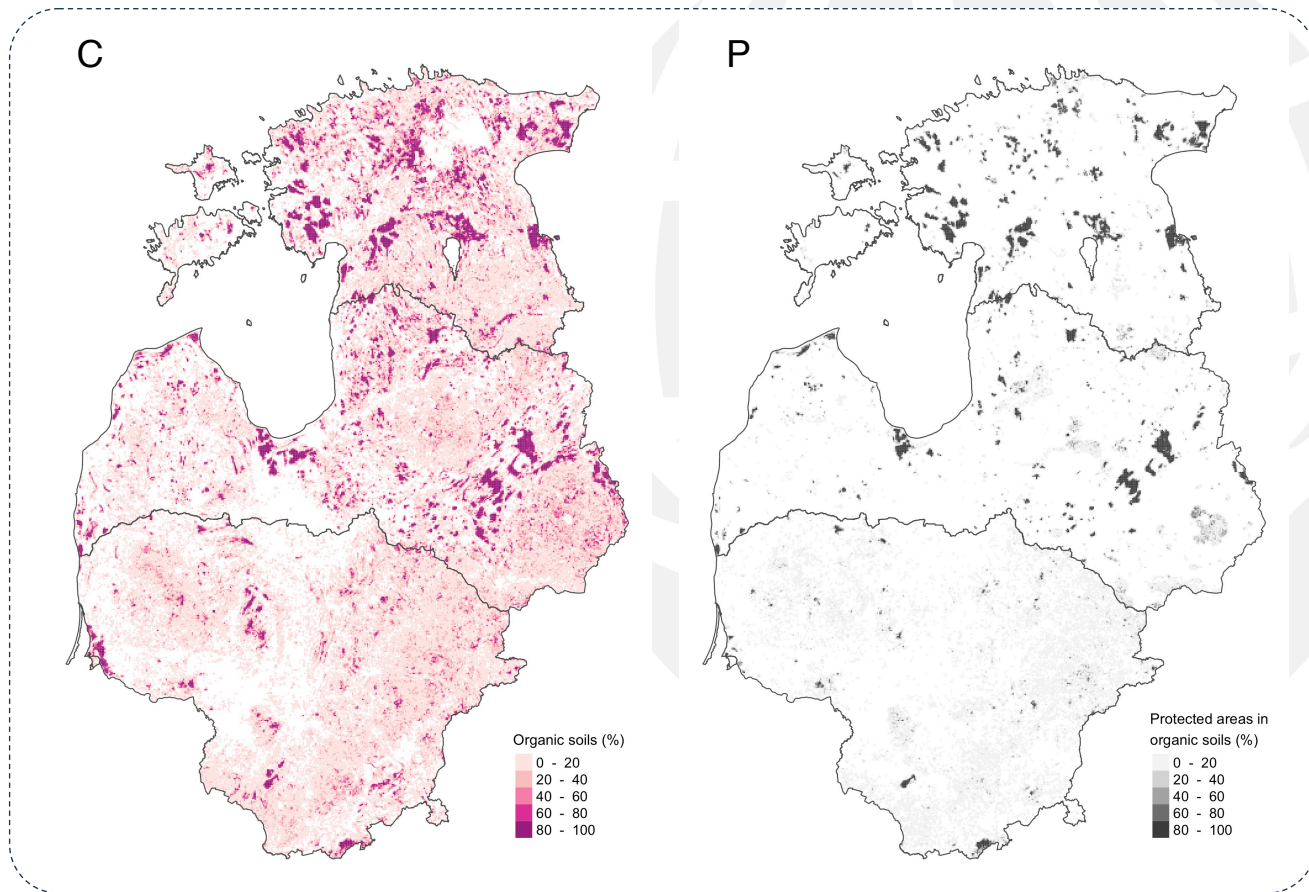 C
P
Organic soils (%)
0 - 20
20 - 40
40 - 60
60 - 80
80 - 100
Protected areas in
organic soils (%)
0 - 20
20 - 40
40 - 60
60 - 80
80 - 100